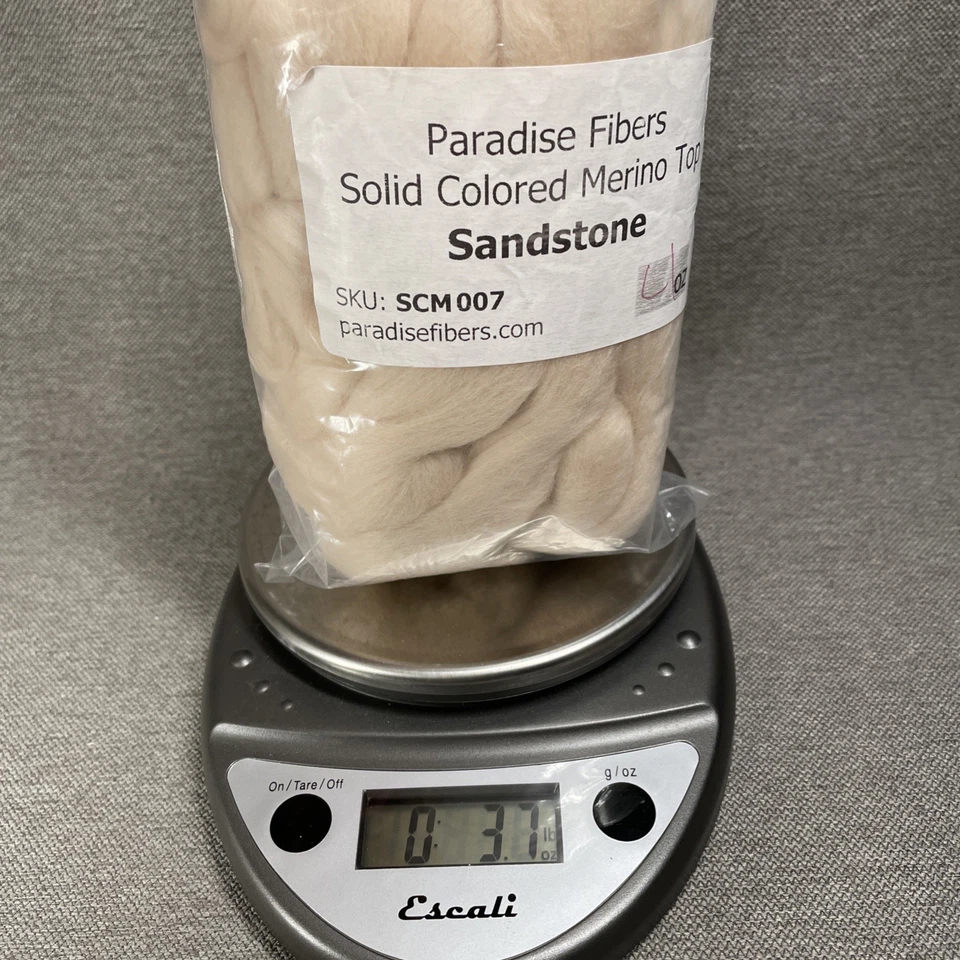 Paradise Fibers
Solid Colored Merino Top
Sandstone
oz
SKU: SCM007
paradisefibers.com
On/Tare/Off
g/oz
0: 3.7 lb
oz
Escali